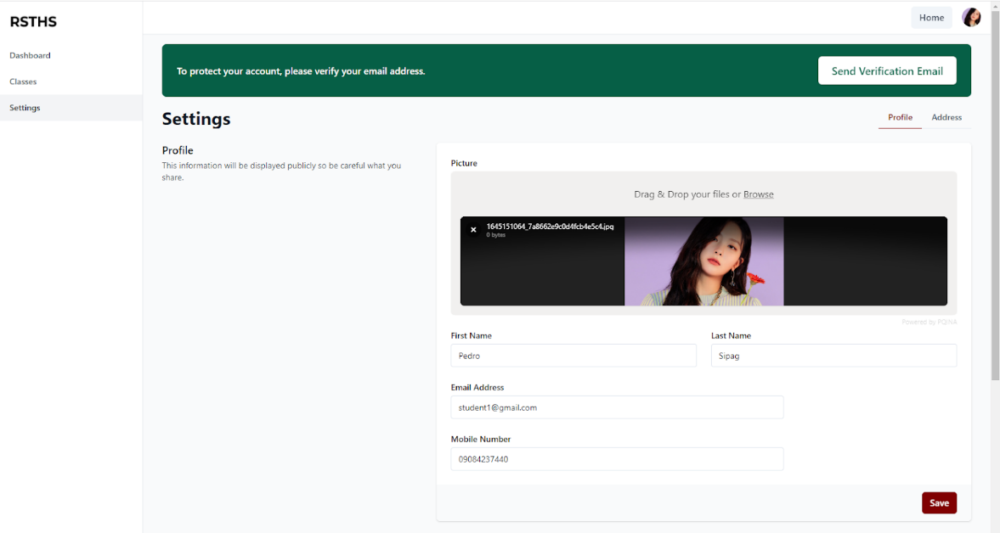 RSTHS
Home
Dashboard
Classes
Settings
To protect your account, please verify your email address.
Send Verification Email
Settings
Profile
Address
Profile
This information will be displayed publicly so be careful what you
share.
Picture
Drag & Drop your files or Browse
1645151064_7a8662e9c0d4fcb4e5c4.jpg
0 bytes
Powered by PQINA
First Name
Last Name
Pedro
Sipag
Email Address
student1@gmail.com
Mobile Number
09084237440
Save